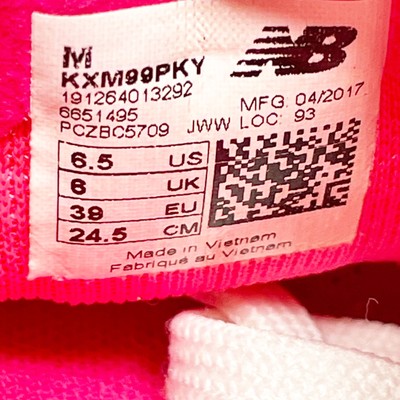 M
NB
KXM99PKY
191264013292
6651495 MFG. 04/2017
PCZBC5709 JWW LOC: 93
6.5 US
6 UK
39 EU
24.5 CM
Made in Vietnam
Fabriqué au Vietnam